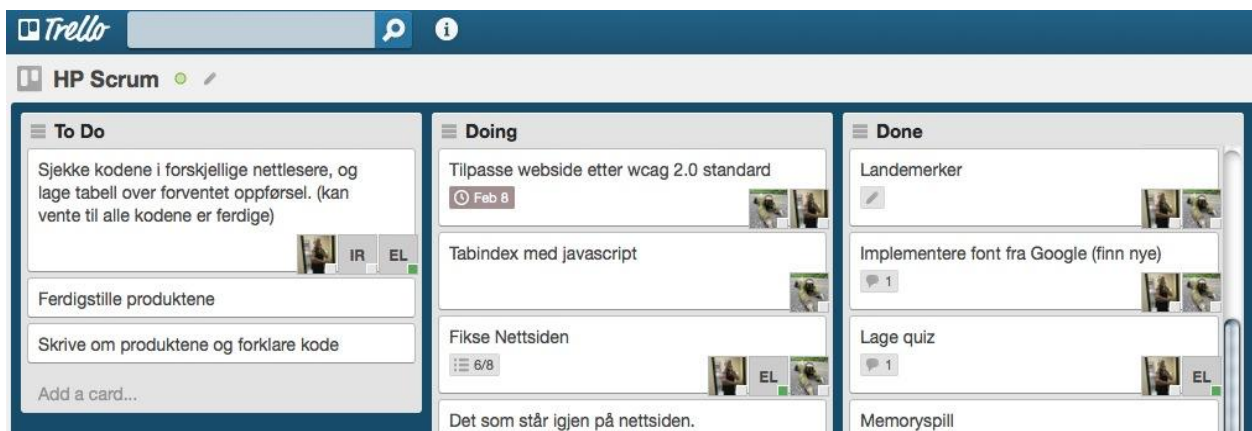 Trello
HP Scrum
To Do
Sjekke kodene i forskjellige nettlesere, og
lage tabell over forventet oppførsel. (kan
vente til alle kodene er ferdige)
IR EL
Ferdigstille produktene
Skrive om produktene og forklare kode
Add a card...
Doing
Tilpasse webside etter wcag 2.0 standard
Feb 8
Tabindex med javascript
Fikse Nettsiden
6/8
EL
Det som står igjen på nettsiden.
Done
Landemerker
Implementere font fra Google (finn nye)
1
Lage quiz
1
EL
Memoryspill